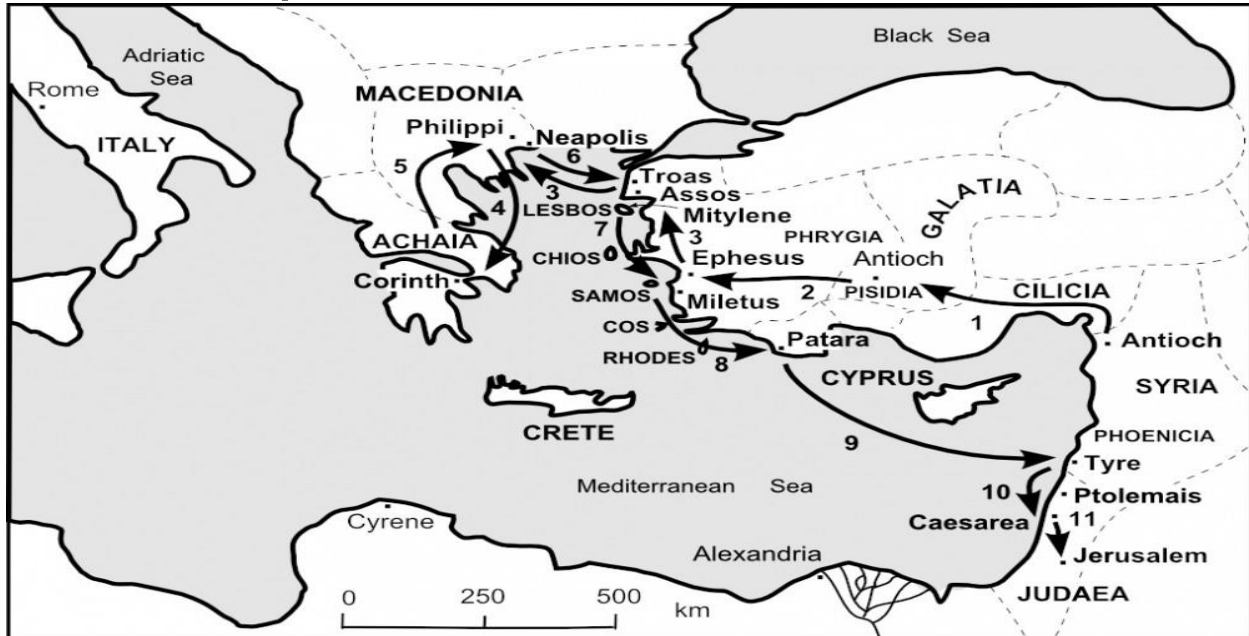 Black Sea
Adriatic
Sea
Rome
ITALY
MACEDONIA
Philippi
Neapolis
5
6
Troas
3
Assos
4
LESBOS
Mitylene
7
3
PHRYGIA
GALATIA
ACHAIA
CHIOS
Ephesus
Antioch
Corinth
2
PISIDIA
CILICIA
SAMOS
Miletus
1
COS
Patara
Antioch
RHODES
8
CYPRUS
SYRIA
CRETE
9
PHOENICIA
Tyre
Mediterranean Sea
10
Ptolemais
Cyrene
Caesarea
11
Alexandria
Jerusalem
JUDAEA
0 250 500 km